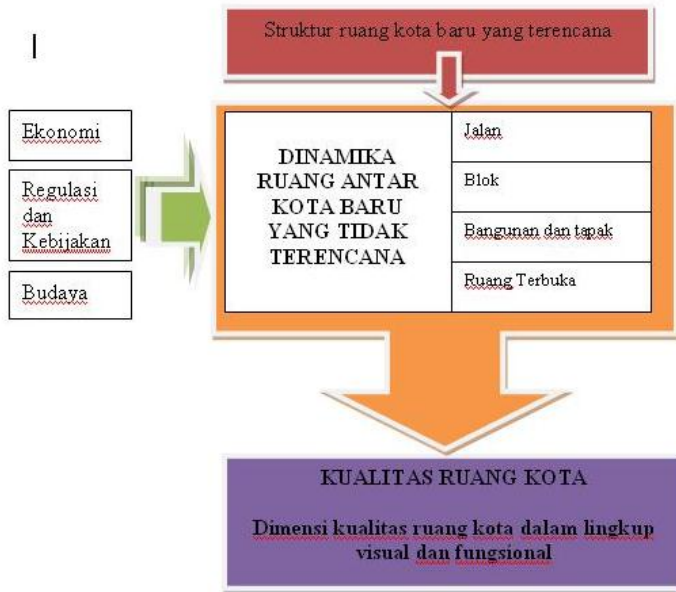 Struktur ruang kota baru yang terencana
Ekonomi
Regulasi
dan
Kebijakan
Budaya
DINAMIKA
RUANG ANTAR
KOTA BARU
YANG TIDAK
TERENCANA
Jalan
Blok
Bangunan dan tapak
Ruang Terbuka
KUALITAS RUANG KOTA
Dimensi kualitas ruang kota dalam lingkup
visual dan fungsional